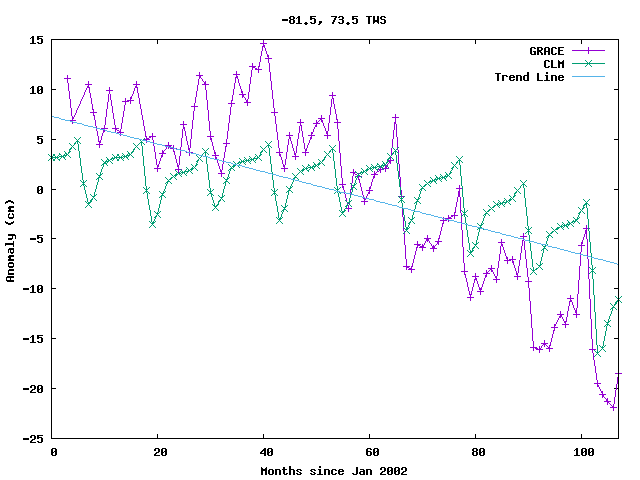 -81.5, 73.5 TWS
GRACE
CLM
Trend Line
15
10
5
0
-5
-10
-15
-20
-25
Anomaly (cm)
0 20 40 60 80 100
Months since Jan 2002